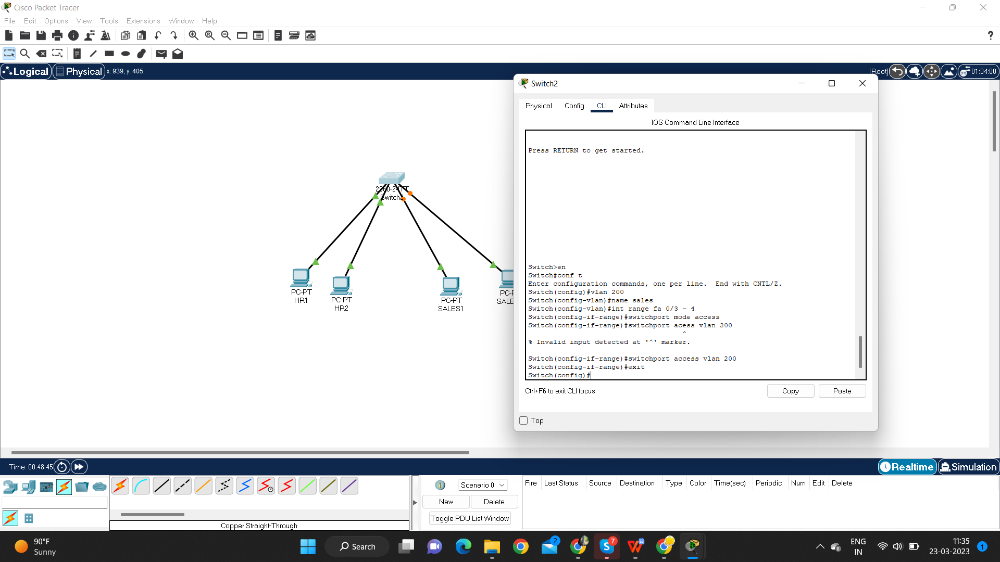 Cisco Packet Tracer
File Edit Options View Tools Extensions Window Help
Logical Physical x: 939, y: 405
[Root] 01:04:00
Switch2
Physical Config CLI Attributes
IOS Command Line Interface
Press RETURN to get started.
Switch>en
Switch#conf t
Enter configuration commands, one per line.  End with CNTL/Z.
Switch(config)#vlan 200
Switch(config-vlan)#name sales
Switch(config-vlan)#int range fa 0/3 - 4
Switch(config-if-range)#switchport mode access
Switch(config-if-range)#switchport acess vlan 200
^
% Invalid input detected at '^' marker.
Switch(config-if-range)#switchport access vlan 200
Switch(config-if-range)#exit
Switch(config)#
Ctrl+F6 to exit CLI focus
Copy Paste
Top
2960-24TT
Switch2
PC-PT
HR1
PC-PT
HR2
PC-PT
SALES1
PC-P
SALE
Time: 00:48:45
Realtime Simulation
Copper Straight-Through
1 Scenario 0
New Delete
Toggle PDU List Window
Fire Last Status Source Destination Type Color Time(sec) Periodic Num Edit Delete
90°F
Sunny
Search
2
7
ENG
IN
11:35
23-03-2023
1